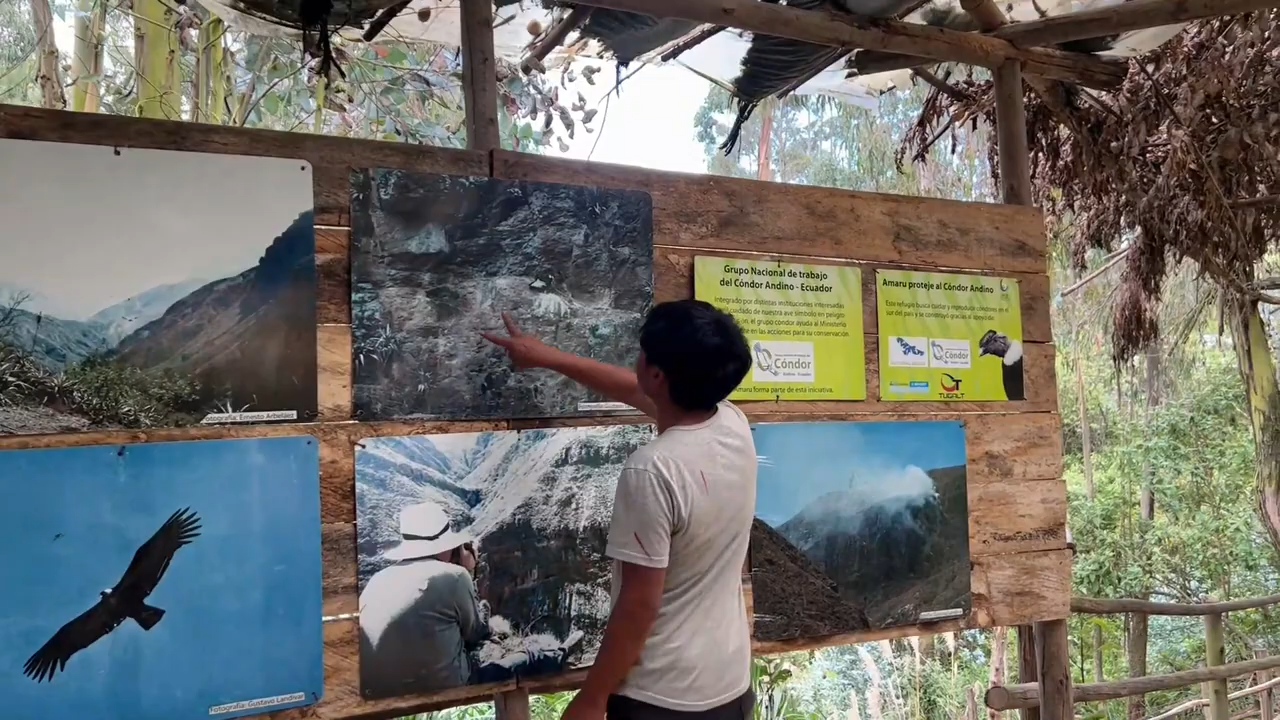 Fotografía: Ernesto Arbeláez
Fotografía: Gustavo Landívar
Grupo Nacional de trabajo
del Cóndor Andino - Ecuador
Integrado por distintas instituciones interesadas
cuidado de nuestra ave símbolo en peligro
el grupo cóndor ayuda al Ministerio
en las acciones para su conservación.
Cóndor
Amaru forma parte de esta iniciativa.
Amaru proteje al Cóndor Andino
Este refugio busca cuidar y reproducir cóndores en el
sur del país y se construyó gracias al apoyo de:
Cóndor
TUGALT